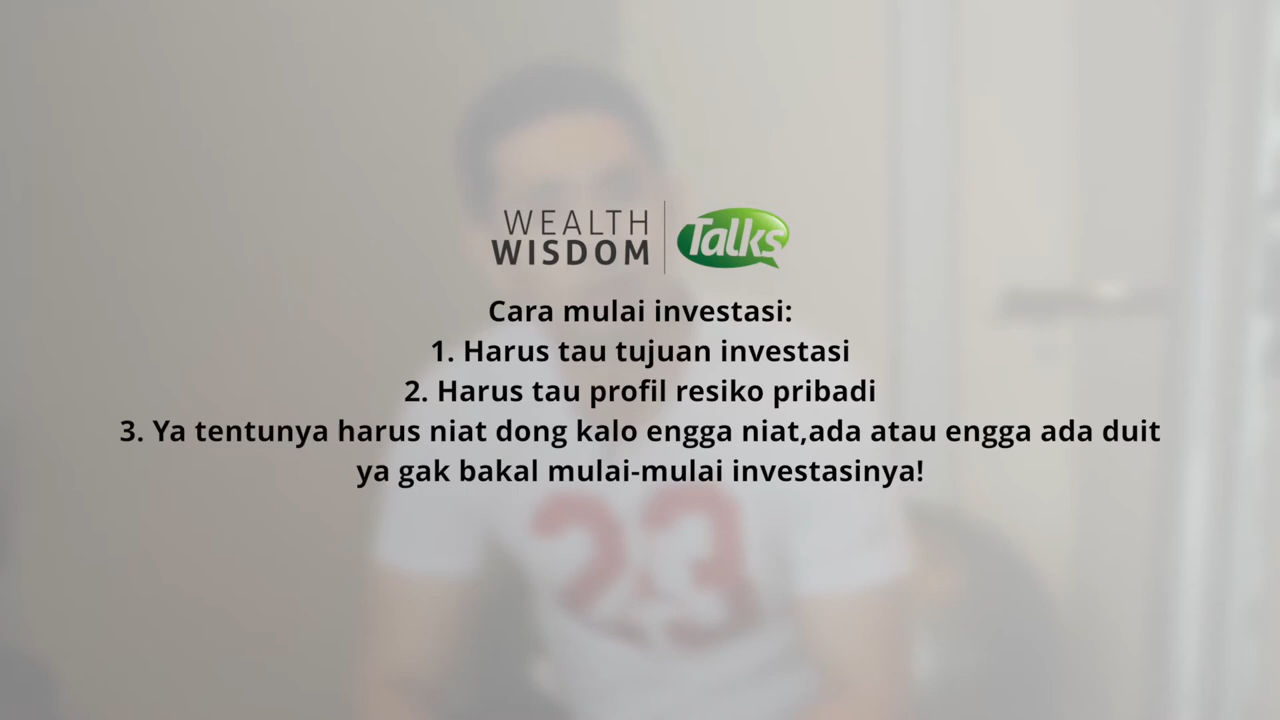 WEALTH
WISDOM
Talks
Cara mulai investasi:
1. Harus tau tujuan investasi
2. Harus tau profil resiko pribadi
3. Ya tentunya harus niat dong kalo engga niat,ada atau engga ada duit
ya gak bakal mulai-mulai investasinya!
23